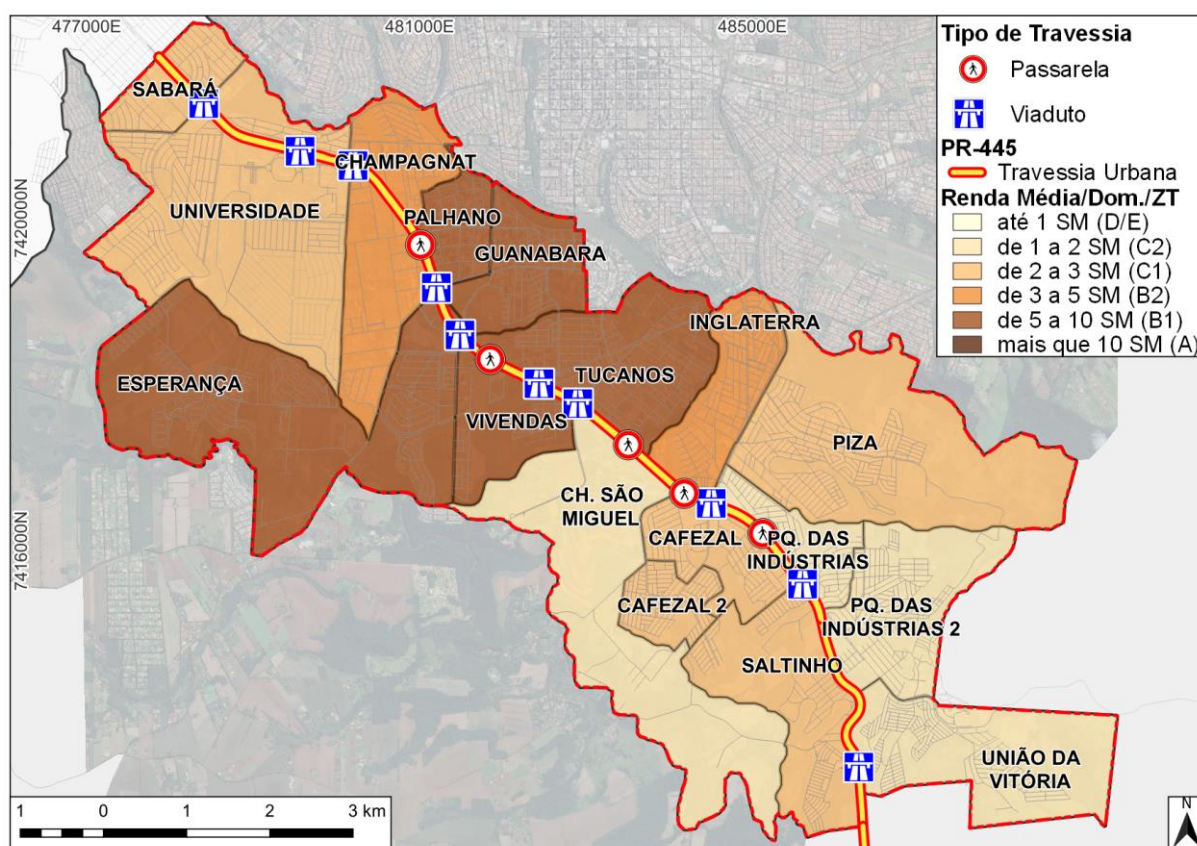 477000E
481000E
485000E
7420000N
7416000N
Tipo de Travessia
Passarela
Viaduto
PR-445
Travessia Urbana
Renda Média/Dom./ZT
até 1 SM (D/E)
de 1 a 2 SM (C2)
de 2 a 3 SM (C1)
de 3 a 5 SM (B2)
de 5 a 10 SM (B1)
mais que 10 SM (A)
SABARÁ
CHAMPAGNAT
UNIVERSIDADE
PALHANO
GUANABARA
INGLATERRA
ESPERANÇA
TUCANOS
VIVENDAS
PIZA
CH. SÃO
MIGUEL
CAFEZAL
PQ. DAS
INDÚSTRIAS
CAFEZAL 2
PQ. DAS
INDÚSTRIAS 2
SALTINHO
UNIÃO DA
VITÓRIA
1 0 1 2 3 km
N